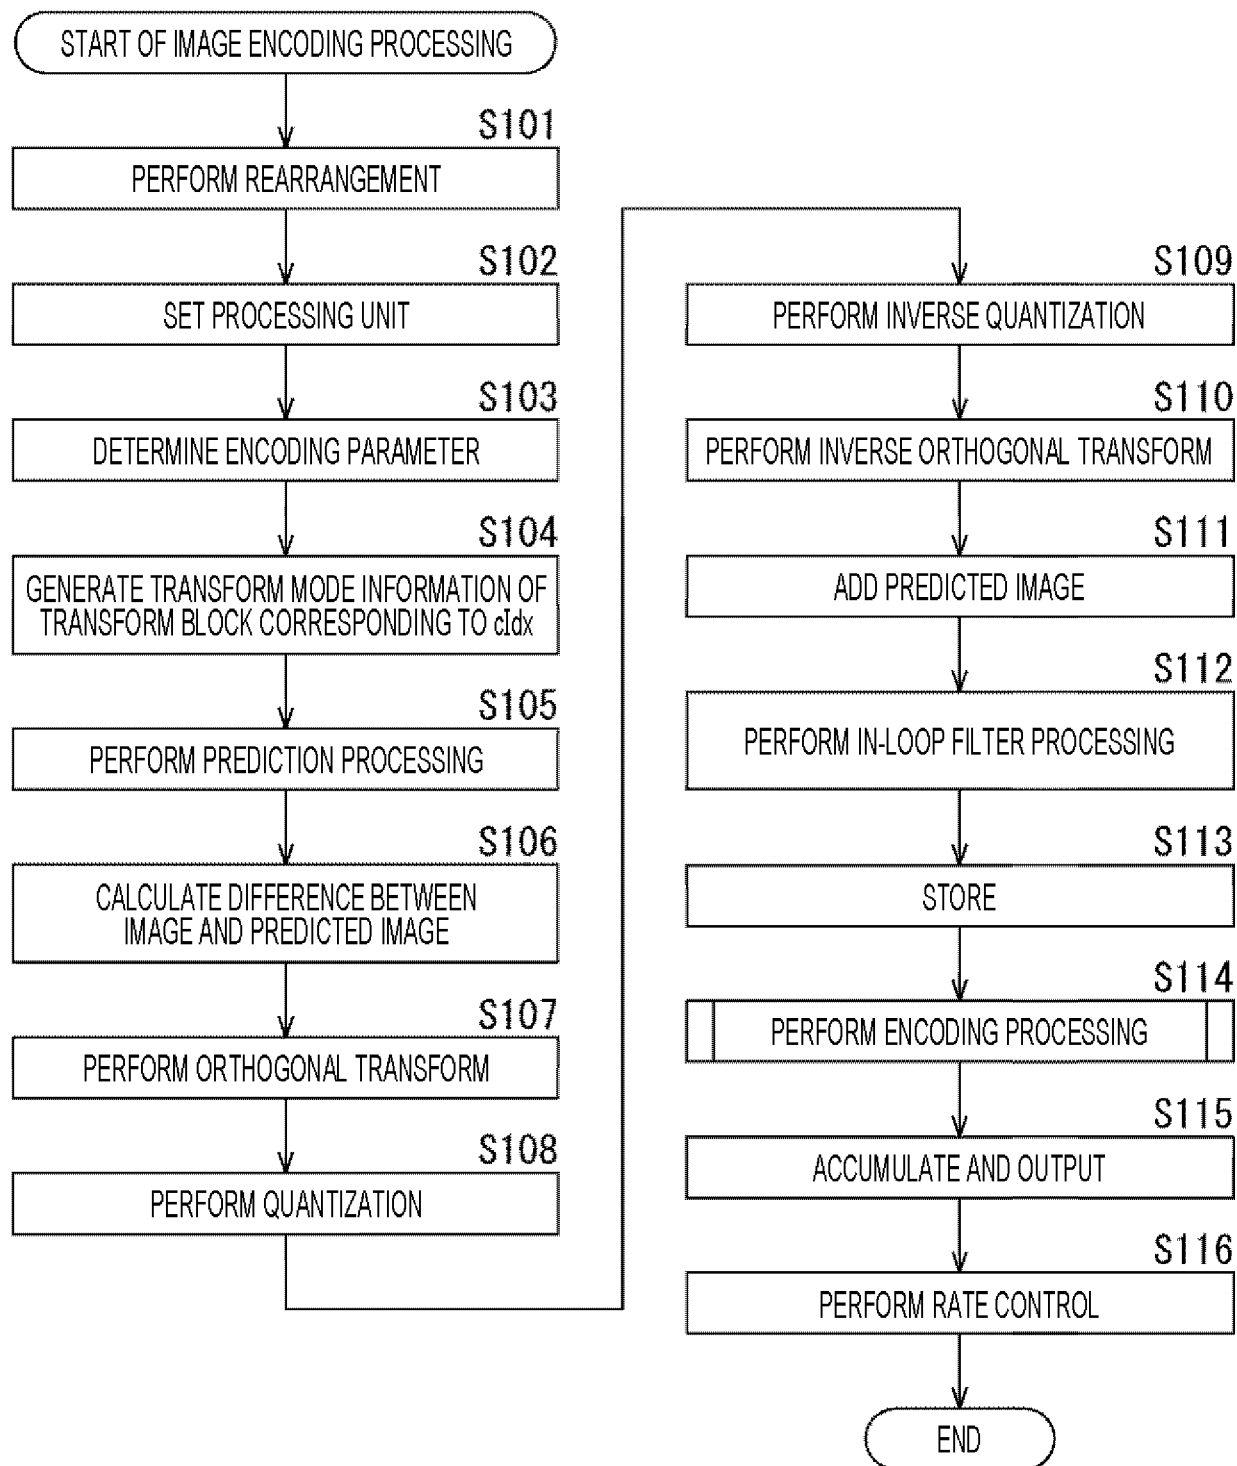 START OF IMAGE ENCODING PROCESSING
S101
PERFORM REARRANGEMENT
S102
SET PROCESSING UNIT
S103
DETERMINE ENCODING PARAMETER
S104
GENERATE TRANSFORM MODE INFORMATION OF
TRANSFORM BLOCK CORRESPONDING TO cIdx
S105
PERFORM PREDICTION PROCESSING
S106
CALCULATE DIFFERENCE BETWEEN
IMAGE AND PREDICTED IMAGE
S107
PERFORM ORTHOGONAL TRANSFORM
S108
PERFORM QUANTIZATION
S109
PERFORM INVERSE QUANTIZATION
S110
PERFORM INVERSE ORTHOGONAL TRANSFORM
S111
ADD PREDICTED IMAGE
S112
PERFORM IN-LOOP FILTER PROCESSING
S113
STORE
S114
PERFORM ENCODING PROCESSING
S115
ACCUMULATE AND OUTPUT
S116
PERFORM RATE CONTROL
END